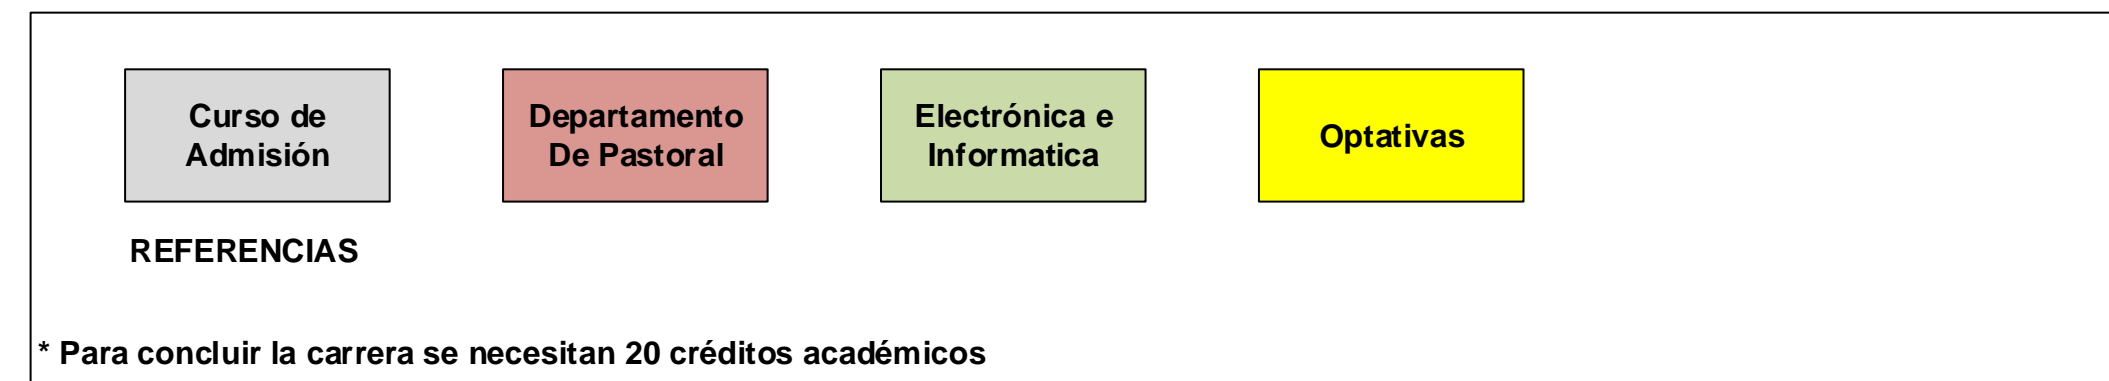 Curso de
Admisión
Departamento
De Pastoral
Electrónica e
Informatica
Optativas
REFERENCIAS
* Para concluir la carrera se necesitan 20 créditos académicos